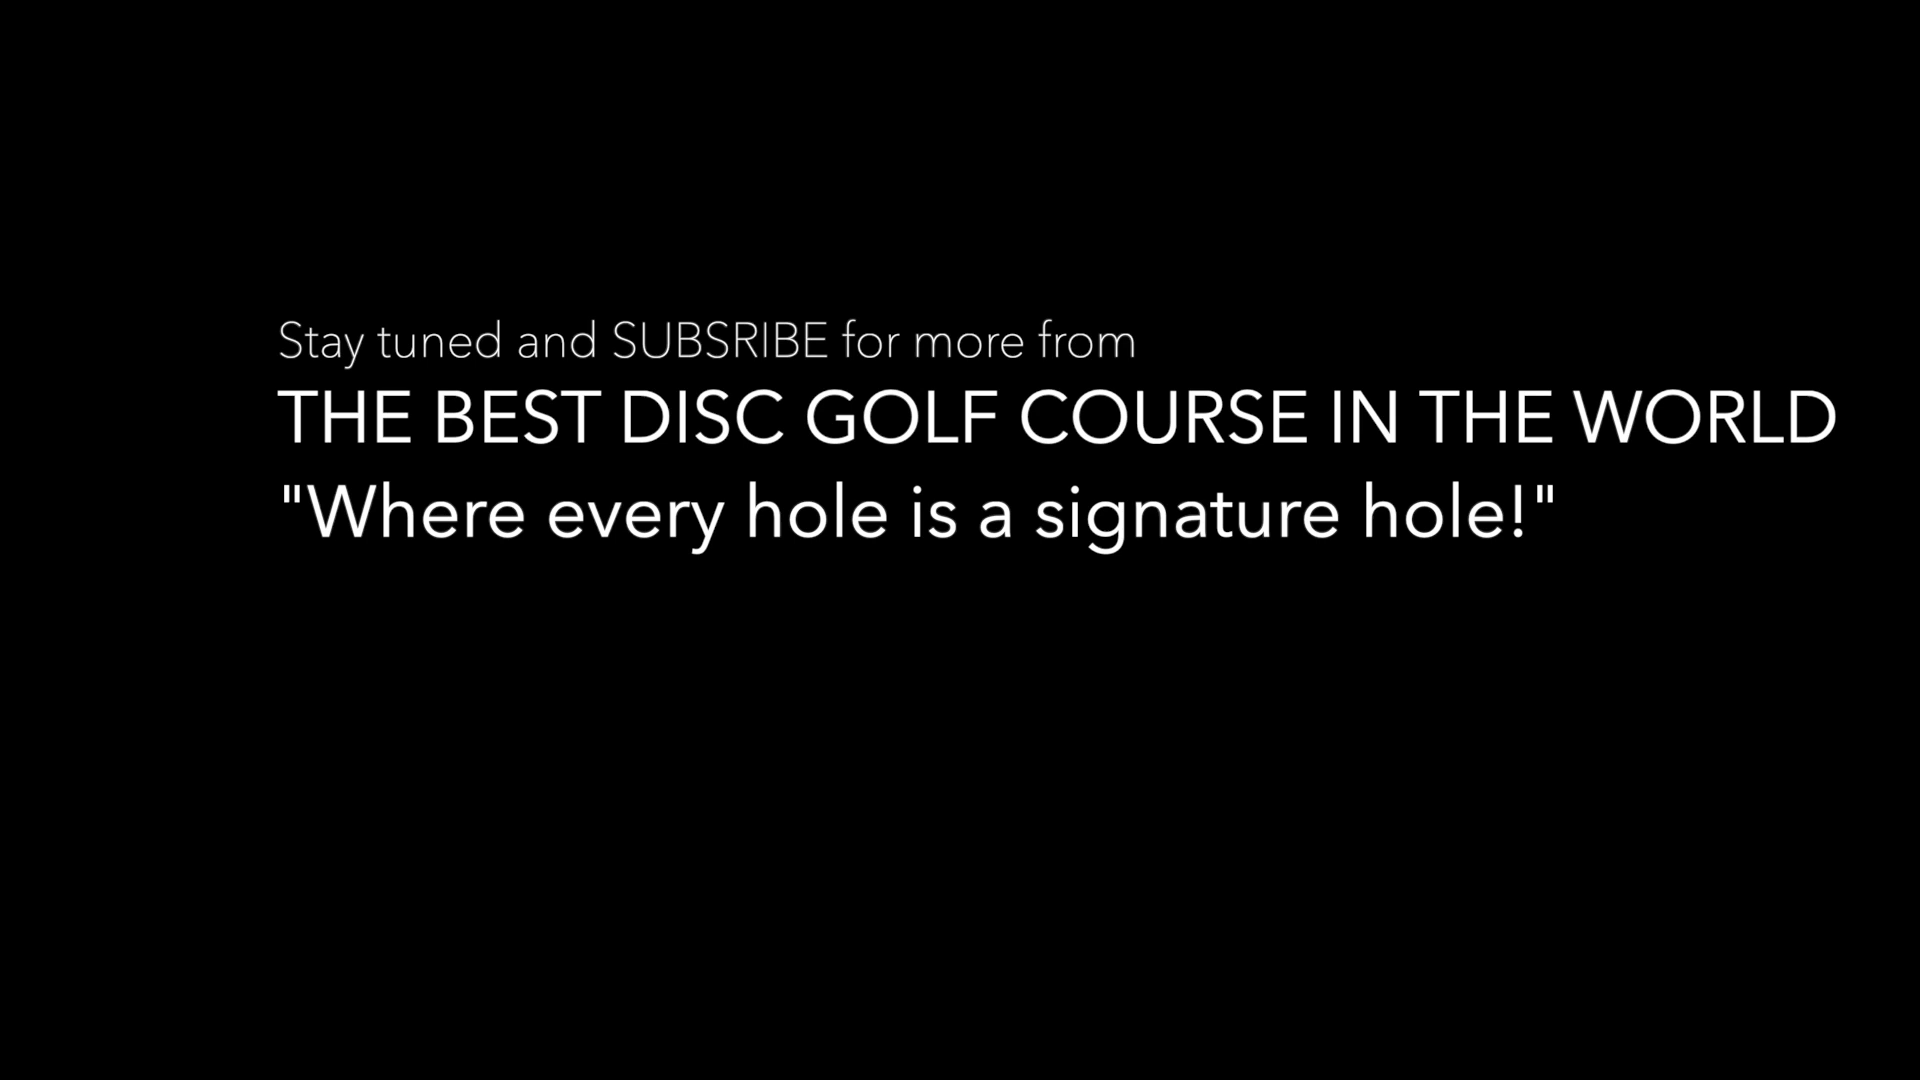 Stay tuned and SUBSRIBE for more from
THE BEST DISC GOLF COURSE IN THE WORLD
"Where every hole is a signature hole!"